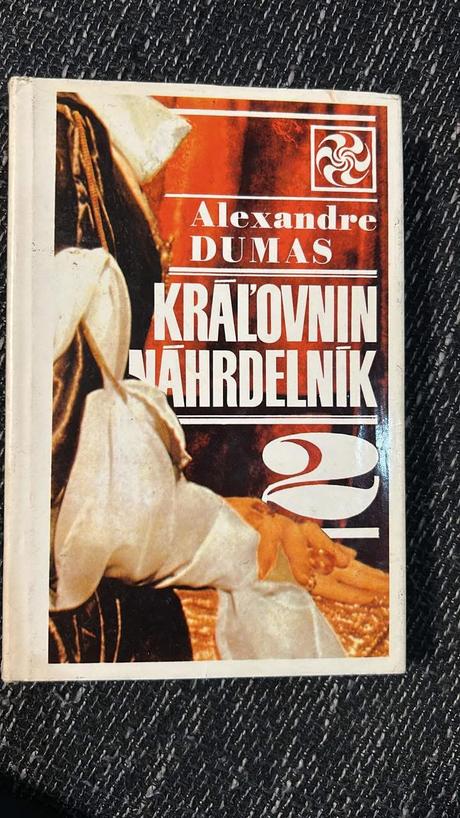 Alexandre
DUMAS
KRÁĽOVNIN
NÁHRDELNÍK
2